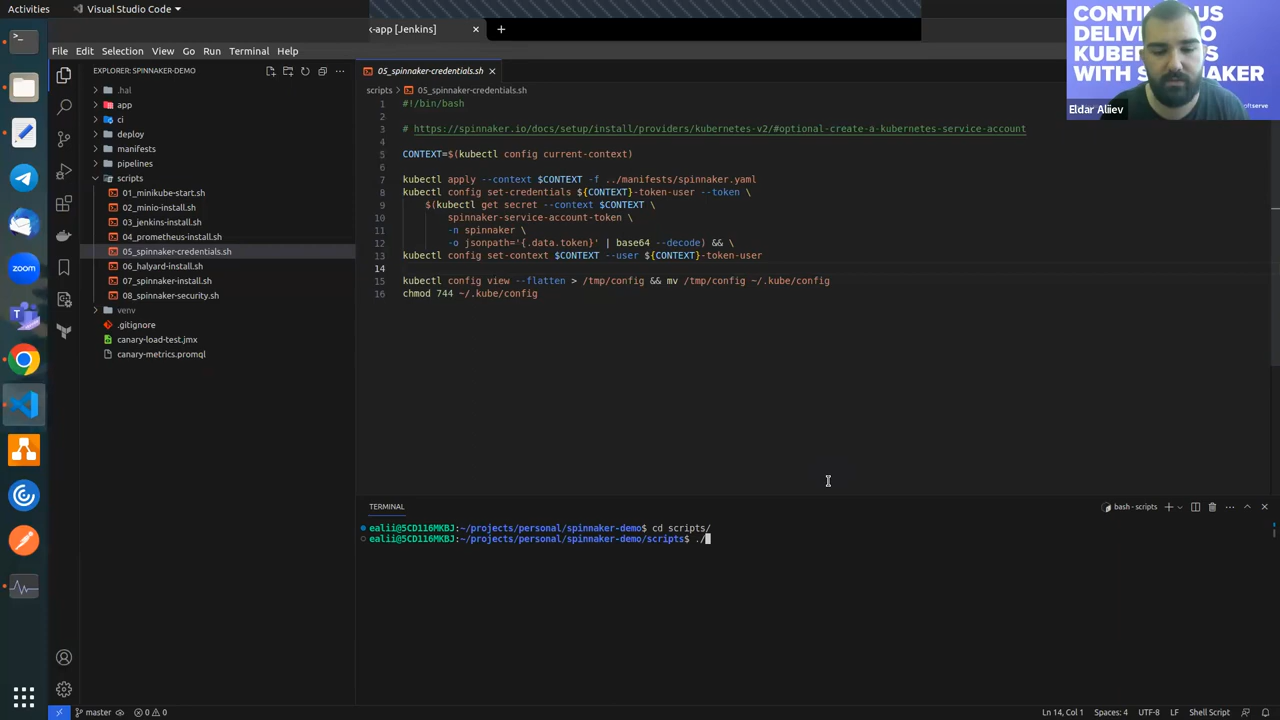 Activities
Visual Studio Code
k-app [Jenkins]
File Edit Selection View Go Run Terminal Help
EXPLORER: SPINNAKER-DEMO
.hal
app
ci
deploy
manifests
pipelines
scripts
01_minikube-start.sh
02_minio-install.sh
03_jenkins-install.sh
04_prometheus-install.sh
05_spinnaker-credentials.sh
06_halyard-install.sh
07_spinnaker-install.sh
08_spinnaker-security.sh
venv
.gitignore
canary-load-test.jmx
canary-metrics.promql
05_spinnaker-credentials.sh
scripts > 05_spinnaker-credentials.sh
1 #!/bin/bash
2
3 # https://spinnaker.io/docs/setup/install/providers/kubernetes-v2/#optional-create-a-kubernetes-service-account
4
5 CONTEXT=$(kubectl config current-context)
6
7 kubectl apply --context $CONTEXT -f ../manifests/spinnaker.yaml
8 kubectl config set-credentials ${CONTEXT}-token-user --token \
9 $(kubectl get secret --context $CONTEXT \
10 spinnaker-service-account-token \
11 -n spinnaker \
12 -o jsonpath='{.data.token}' | base64 --decode) && \
13 kubectl config set-context $CONTEXT --user ${CONTEXT}-token-user
14
15 kubectl config view --flatten > /tmp/config && mv /tmp/config ~/.kube/config
16 chmod 744 ~/.kube/config
TERMINAL
bash - scripts
ealii@5CD116MKBJ:~/projects/personal/spinnaker-demo$ cd scripts/
ealii@5CD116MKBJ:~/projects/personal/spinnaker-demo/scripts$ ./
master
0 0
Ln 14, Col 1 Spaces: 4 UTF-8 LF Shell Script
zoom
Eldar Aliiev
KUBERNETES
WITH SPINNAKER